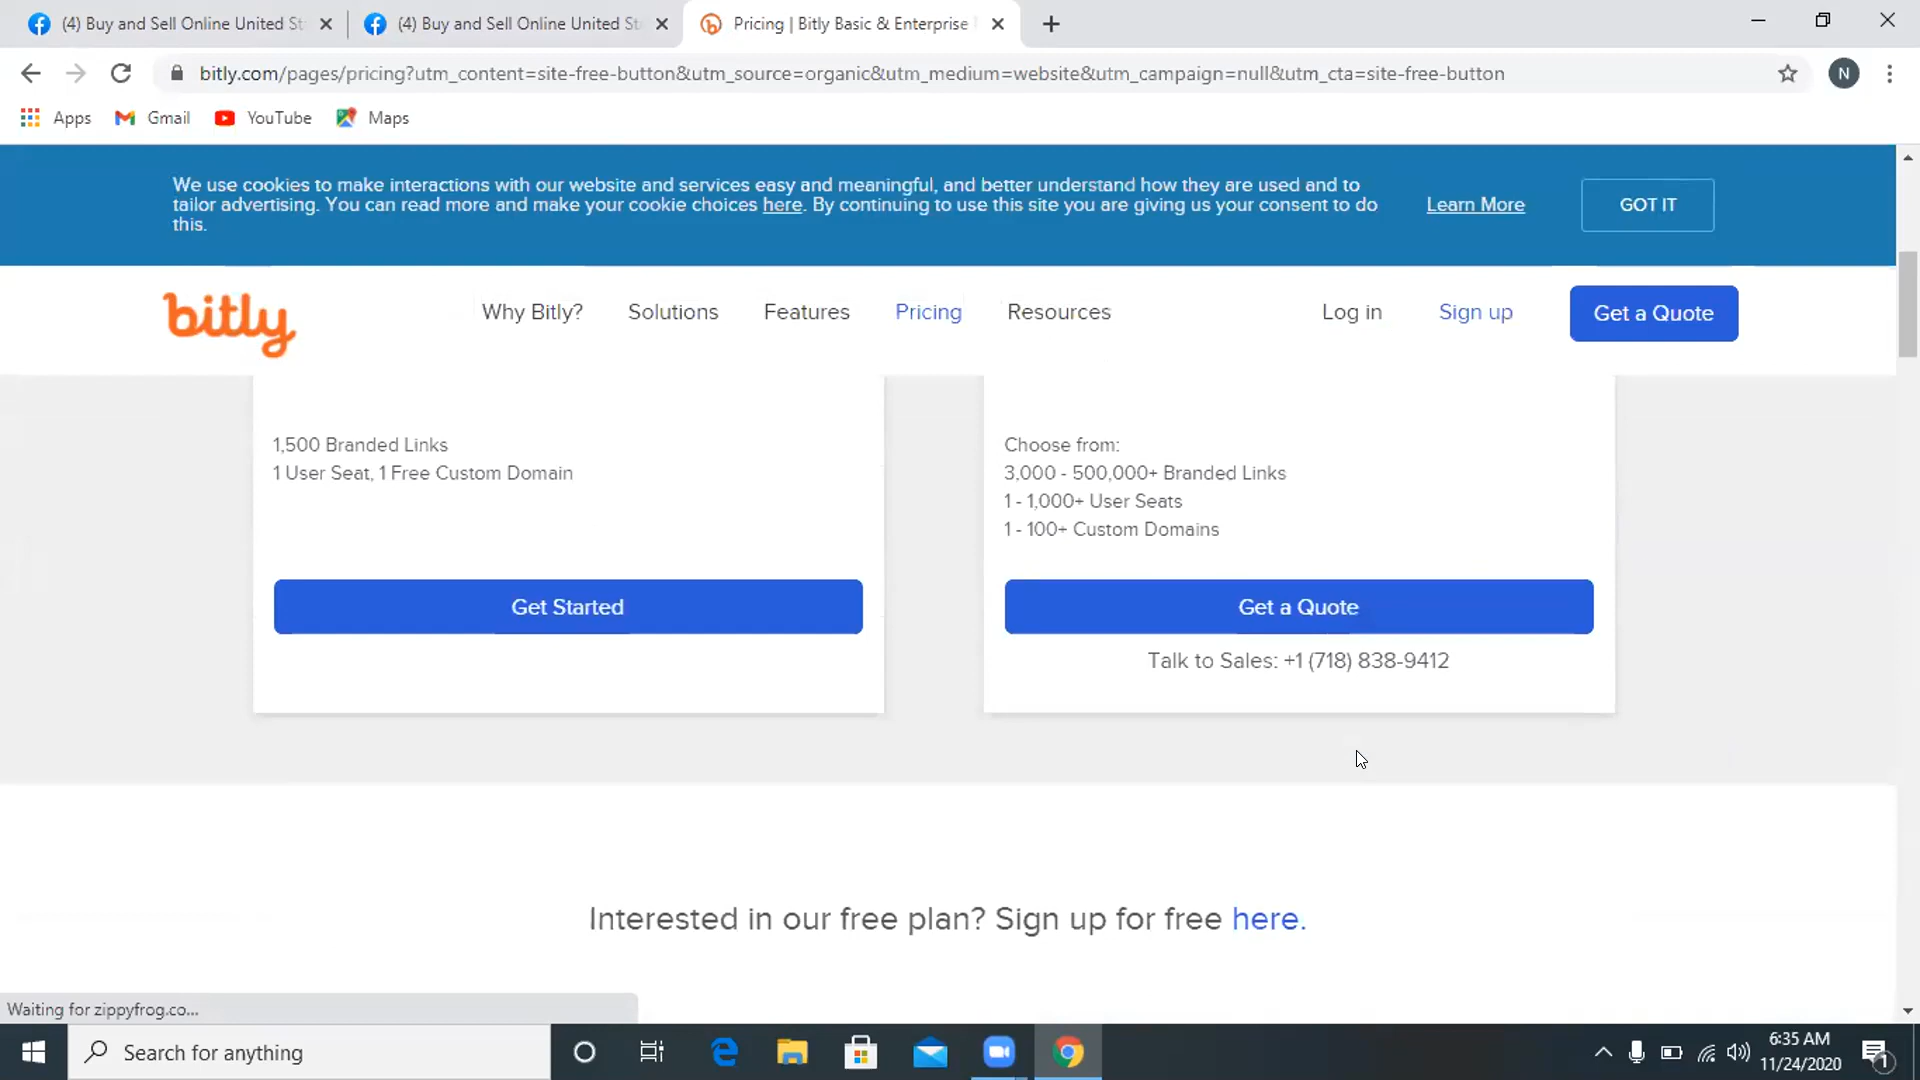 (4) Buy and Sell Online United St
(4) Buy and Sell Online United St
Pricing | Bitly Basic & Enterprise
bitly.com/pages/pricing?utm_content=site-free-button&utm_source=organic&utm_medium=website&utm_campaign=null&utm_cta=site-free-button
N
Apps
Gmail
YouTube
Maps
We use cookies to make interactions with our website and services easy and meaningful, and better understand how they are used and to
tailor advertising. You can read more and make your cookie choices here. By continuing to use this site you are giving us your consent to do
this.
Learn More
GOT IT
bitly
Why Bitly?
Solutions
Features
Pricing
Resources
Log in
Sign up
Get a Quote
1,500 Branded Links
1 User Seat, 1 Free Custom Domain
Get Started
Choose from:
3,000 - 500,000+ Branded Links
1 - 1,000+ User Seats
1 - 100+ Custom Domains
Get a Quote
Talk to Sales: +1 (718) 838-9412
Interested in our free plan? Sign up for free here.
Waiting for zippyfrog.co...
Search for anything
6:35 AM
11/24/2020
1